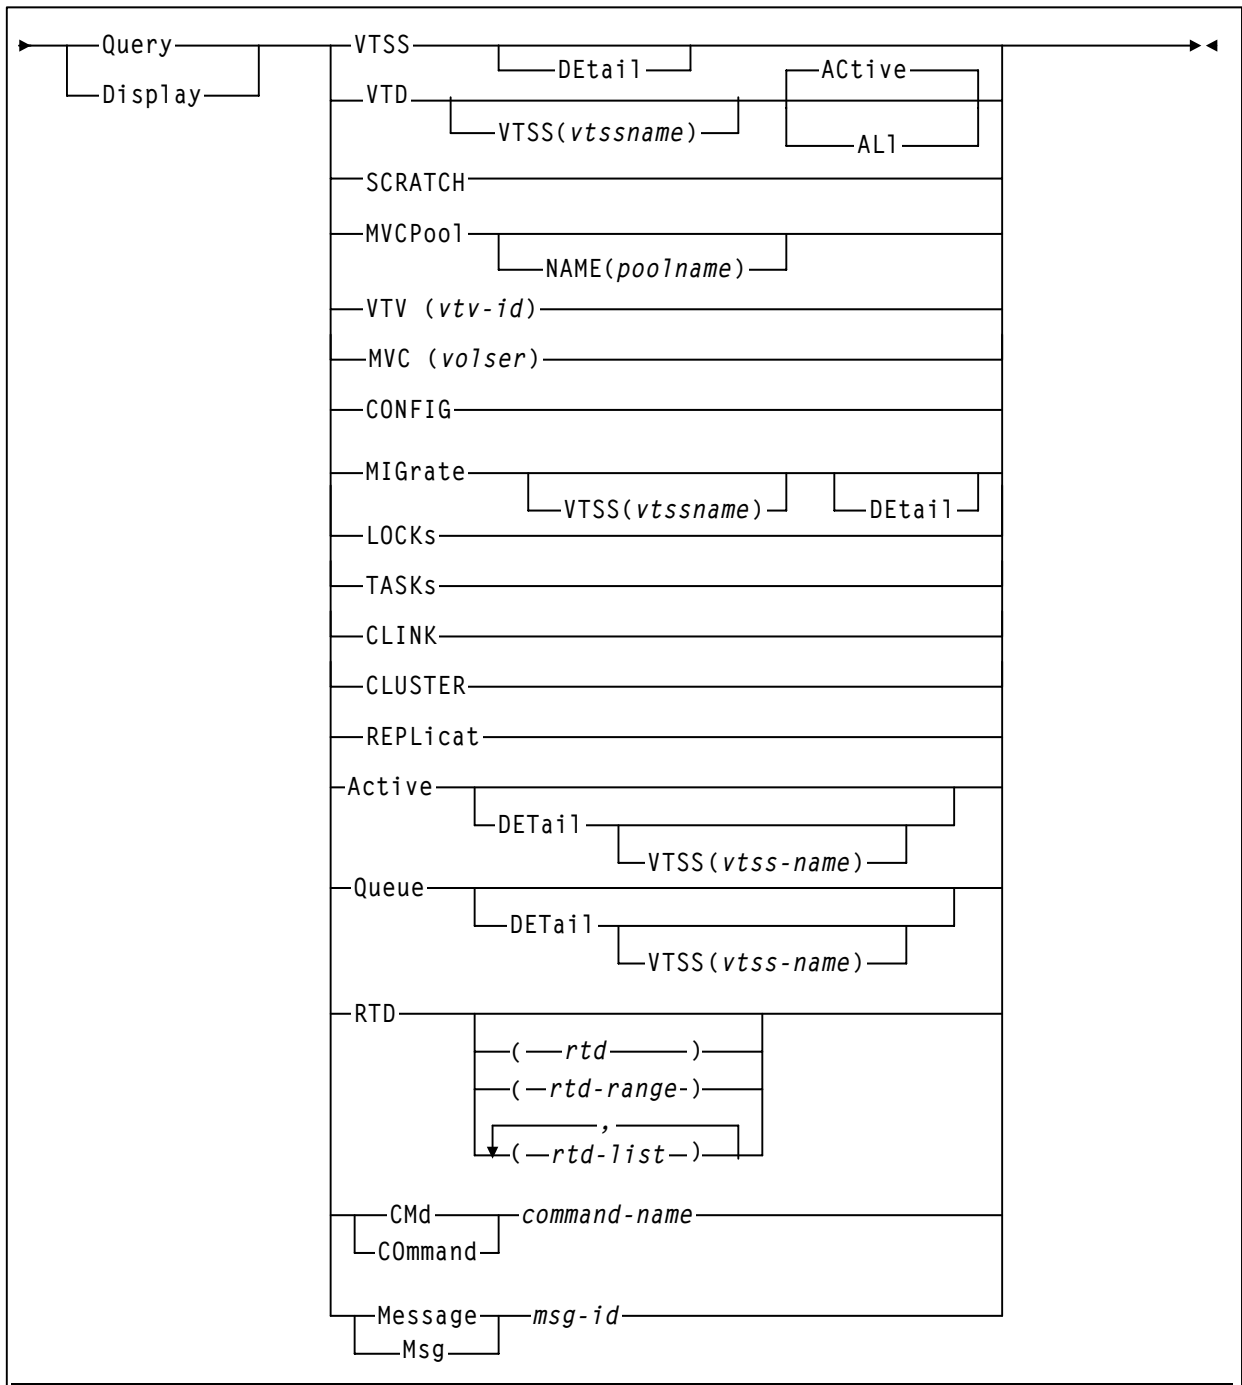 Query
Display
VTSS
DEtail
VTD
VTSS(vtssname)
ACtive
ALl
SCRATCH
MVCPool
NAME(poolname)
VTV (vtv-id)
MVC (volser)
CONFIG
MIGrate
VTSS(vtssname)
DEtail
LOCKs
TASKs
CLINK
CLUSTER
REPLicat
Active
DETail
VTSS(vtss-name)
Queue
DETail
VTSS(vtss-name)
RTD
( rtd )
( rtd-range )
,
( rtd-list )
CMd
COmmand
command-name
Message
Msg
msg-id